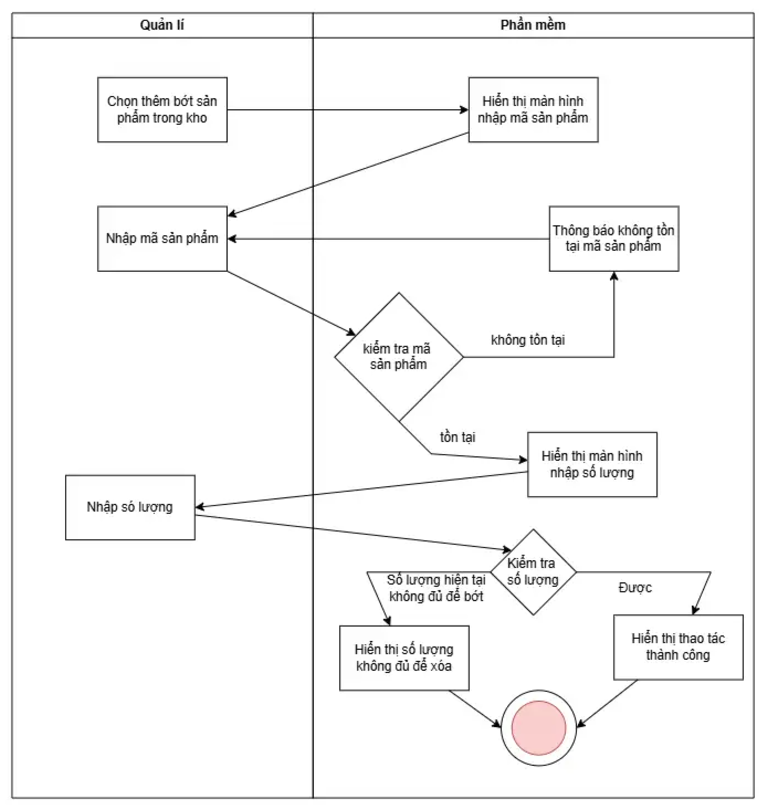 Quản lí
Phần mềm
Chọn thêm bớt sản
phẩm trong kho
Hiển thị màn hình
nhập mã sản phẩm
Nhập mã sản phẩm
Thông báo không tồn
tại mã sản phẩm
kiểm tra mã
sản phẩm
không tồn tại
tồn tại
Hiển thị màn hình
nhập số lượng
Nhập só lượng
Kiểm tra
số lượng
Số lượng hiện tại
không đủ để bớt
Được
Hiển thị số lượng
không đủ để xóa
Hiển thị thao tác
thành công